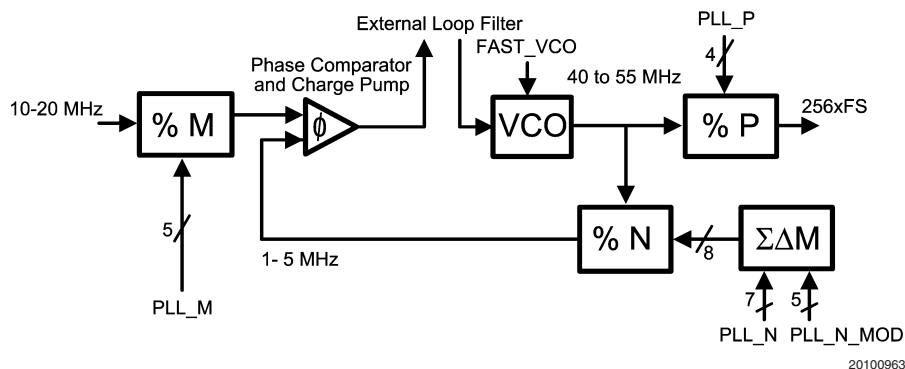 External Loop Filter
PLL_P
FAST_VCO
4
Phase Comparator
and Charge Pump
40 to 55 MHz
10-20 MHz
256xFS
% M
ϕ
VCO
% P
5
% N
8
ΣΔM
1- 5 MHz
7
5
PLL_M
PLL_N
PLL_N_MOD
20100963